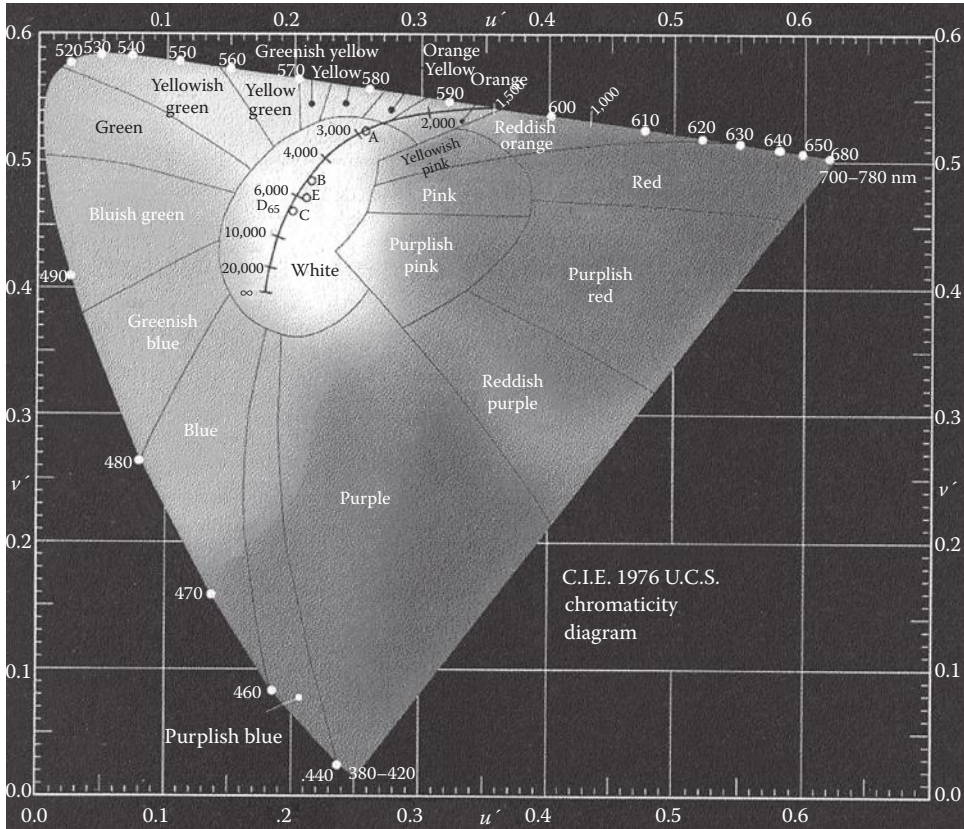 0.1 0.2 0.3 u′ 0.4 0.5 0.6
0.6
0.6
520 530 540 550 560 570 580 590 600 610 620 630 640 650 680
700–780 nm
Greenish yellow
Yellow
Orange
Yellow
Orange
Yellowish
green
Yellow
green
Green
1,500
1,000
2,000
3,000
A
4,000
Reddish
orange
Yellowish
pink
0.5
0.5
B
6,000
E
D65
C
10,000
20,000
∞
White
Pink
Red
Bluish green
Purplish
pink
Purplish
red
490
0.4
0.4
Greenish
blue
Reddish
purple
0.3
0.3
Blue
480
v′
v′
Purple
0.2
0.2
C.I.E. 1976 U.C.S.
chromaticity
diagram
470
0.1
0.1
460
Purplish blue
.440
380–420
0.0
0.0
0.0 0.1 0.2 0.3 u′ 0.4 0.5 0.6